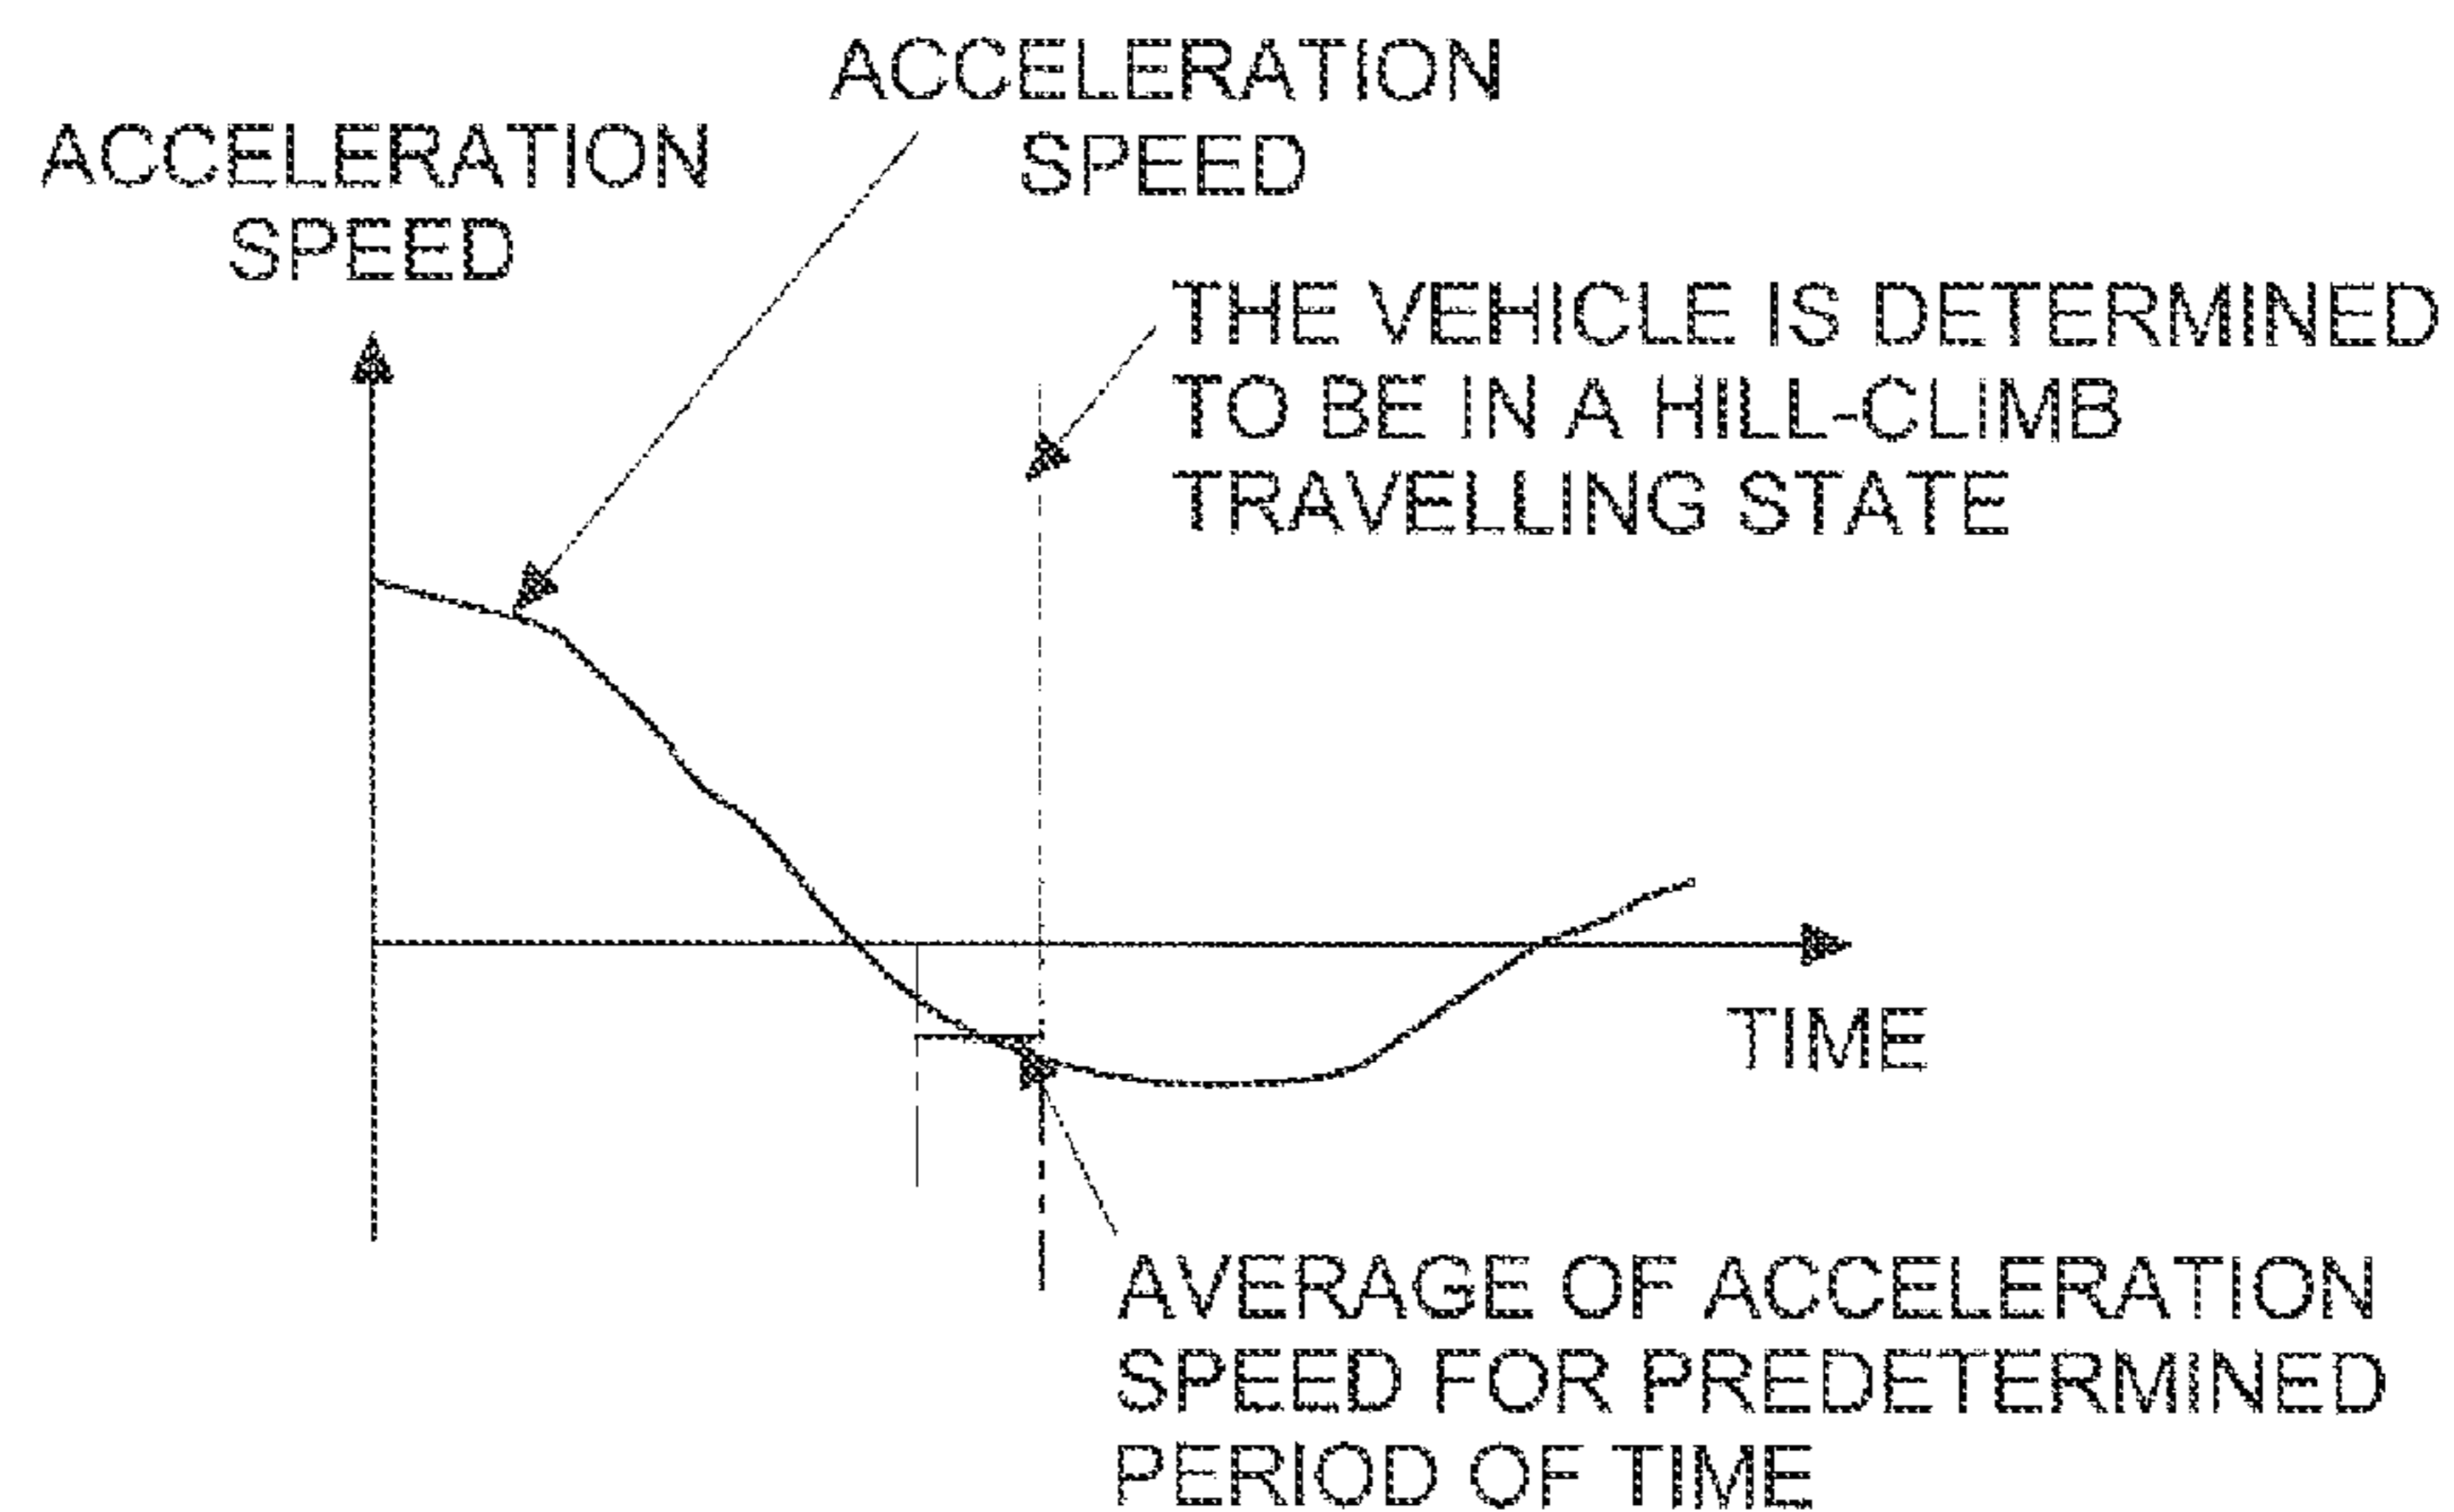 ACCELERATION
SPEED
ACCELERATION
SPEED
THE VEHICLE IS DETERMINED
TO BE IN A HILL-CLIMB
TRAVELLING STATE
TIME
AVERAGE OF ACCELERATION
SPEED FOR PREDETERMINED
PERIOD OF TIME